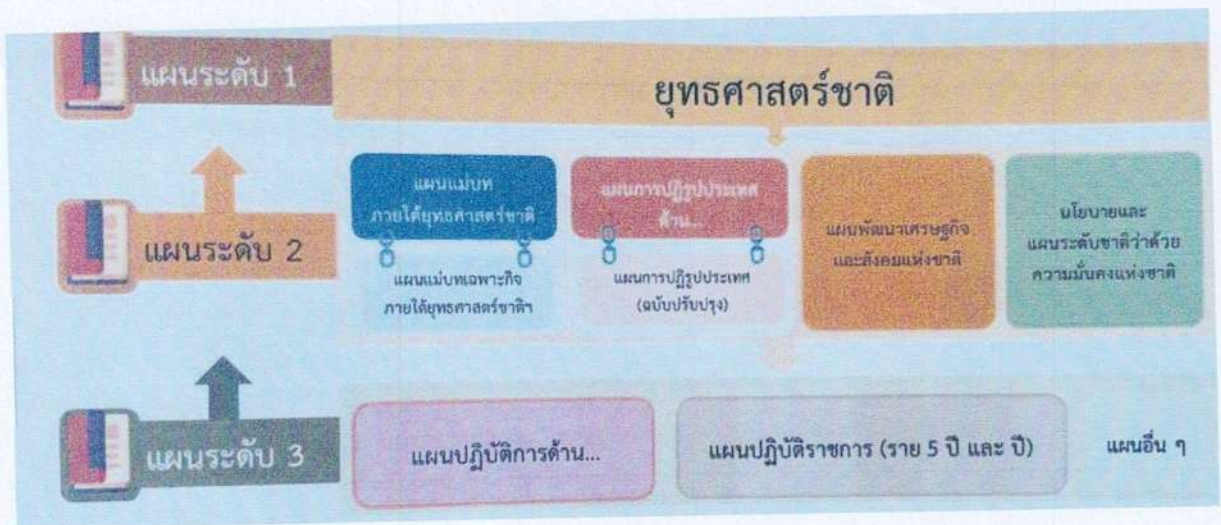 แผนระดับ 1
ยุทธศาสตร์ชาติ
แผนระดับ 2
แผนแม่บท
ภายใต้ยุทธศาสตร์ชาติ
แผนแม่บทเฉพาะกิจ
ภายใต้ยุทธศาสตร์ชาติฯ
แผนการปฏิรูปประเทศ
ด้าน...
แผนการปฏิรูปประเทศ
(ฉบับปรับปรุง)
แผนพัฒนาเศรษฐกิจ
และสังคมแห่งชาติ
นโยบายและ
แผนระดับชาติว่าด้วย
ความมั่นคงแห่งชาติ
แผนระดับ 3
แผนปฏิบัติการด้าน...
แผนปฏิบัติราชการ (ราย 5 ปี และ ปี)
แผนอื่น ๆ